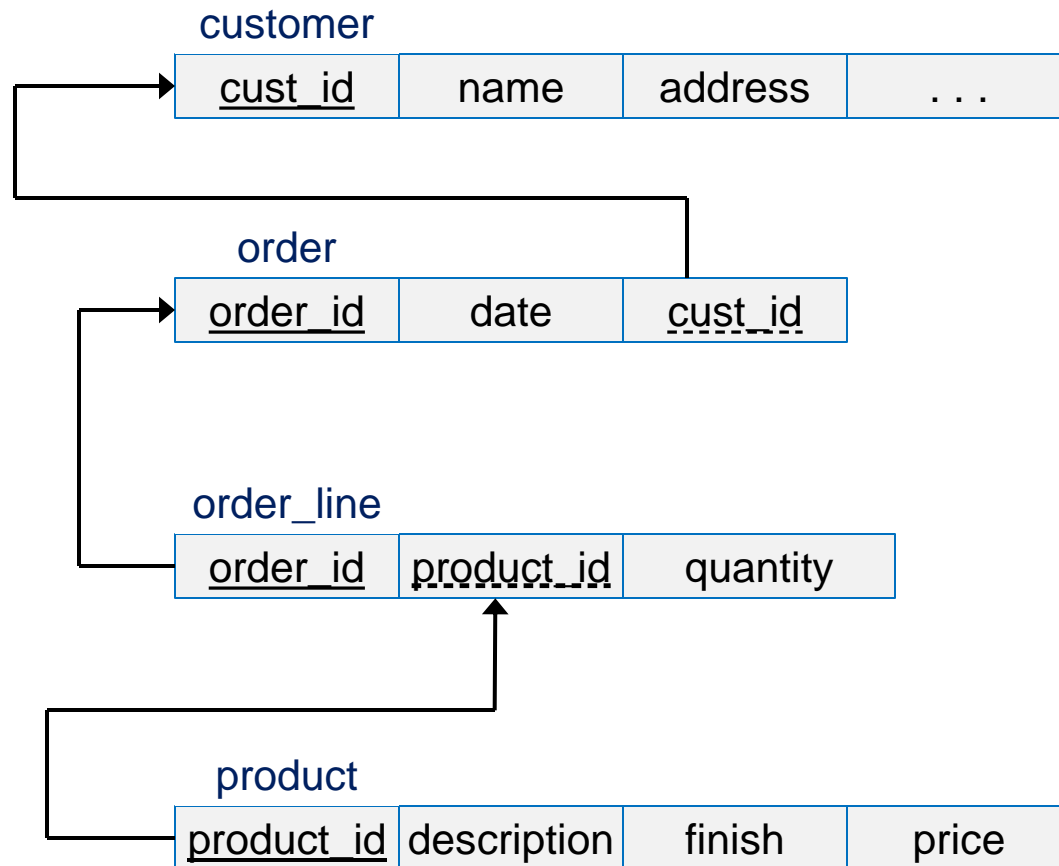 customer
cust_id name address . . .
order
order_id date cust_id
order_line
order_id product_id quantity
product
product_id description finish price